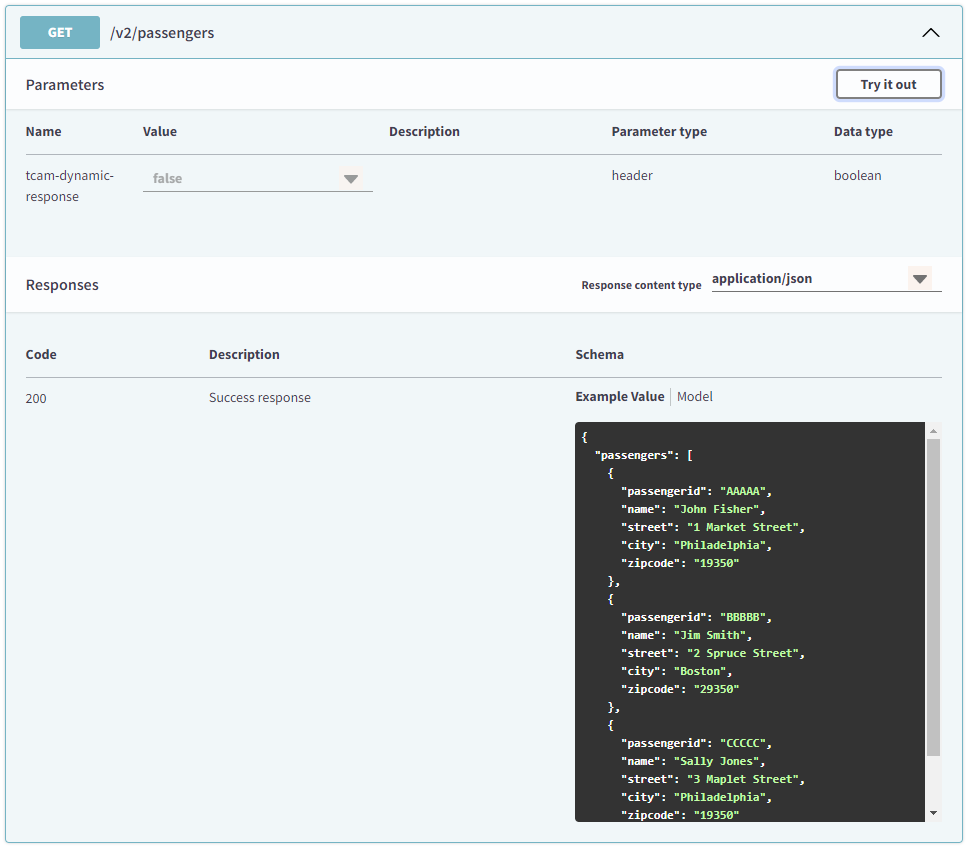 GET /v2/passengers
Parameters
Try it out
Name Value Description Parameter type Data type
tcam-dynamic-
response
false
header
boolean
Responses
Response content type application/json
Code Description Schema
200 Success response
Example Value Model
{
"passengers": [
{
"passengerid": "AAAAA",
"name": "John Fisher",
"street": "1 Market Street",
"city": "Philadelphia",
"zipcode": "19350"
},
{
"passengerid": "BBBBB",
"name": "Jim Smith",
"street": "2 Spruce Street",
"city": "Boston",
"zipcode": "29350"
},
{
"passengerid": "CCCCC",
"name": "Sally Jones",
"street": "3 Maplet Street",
"city": "Philadelphia",
"zipcode": "19350"